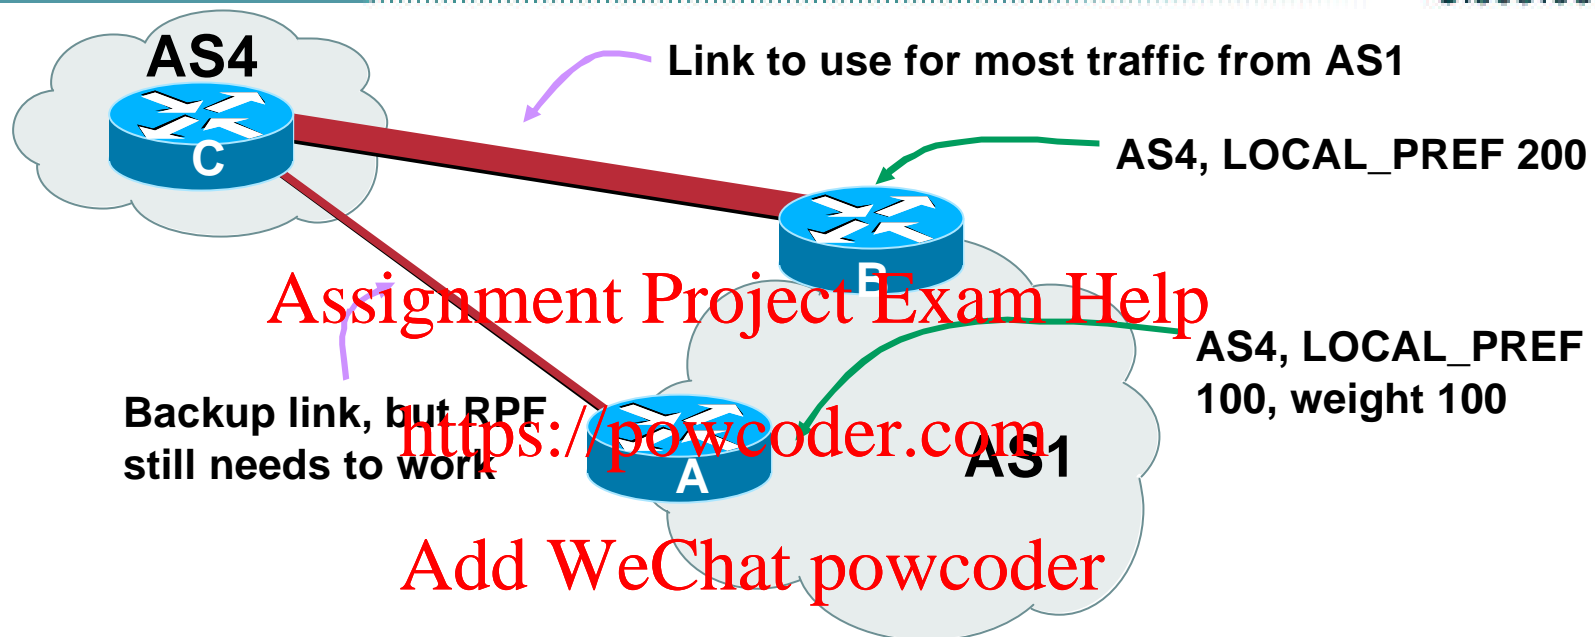 AS4
Link to use for most traffic from AS1
C
AS4, LOCAL_PREF 200
B
Assignment Project Exam Help
AS4, LOCAL_PREF
100, weight 100
Backup link, but RPF
still needs to work
https://powcoder.com
AS1
A
Add WeChat powcoder